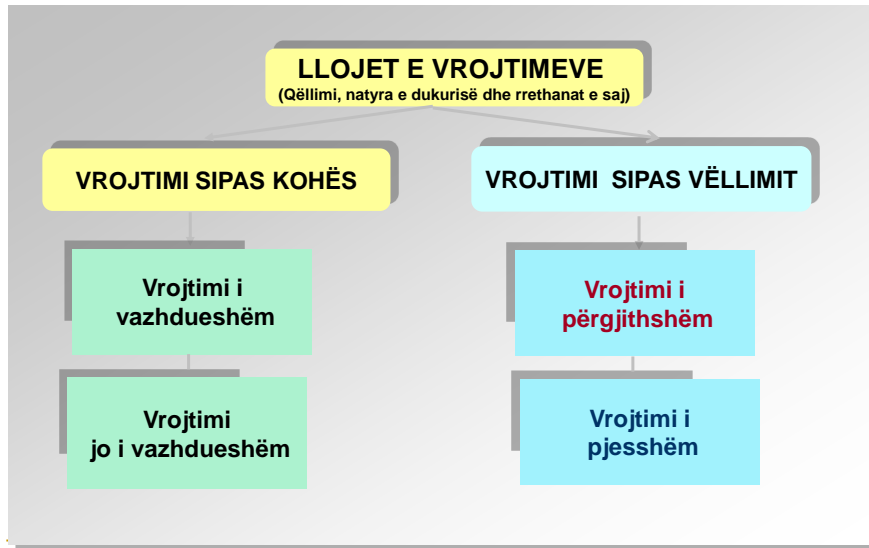 LLOJET E VROJTIMEVE
(Qëllimi, natyra e dukurisë dhe rrethanat e saj)
VROJTIMI SIPAS KOHËS
VROJTIMI SIPAS VËLLIMIT
Vrojtimi i
vazhdueshëm
Vrojtimi i
përgjithshëm
Vrojtimi
jo i vazhdueshëm
Vrojtimi i
pjesshëm